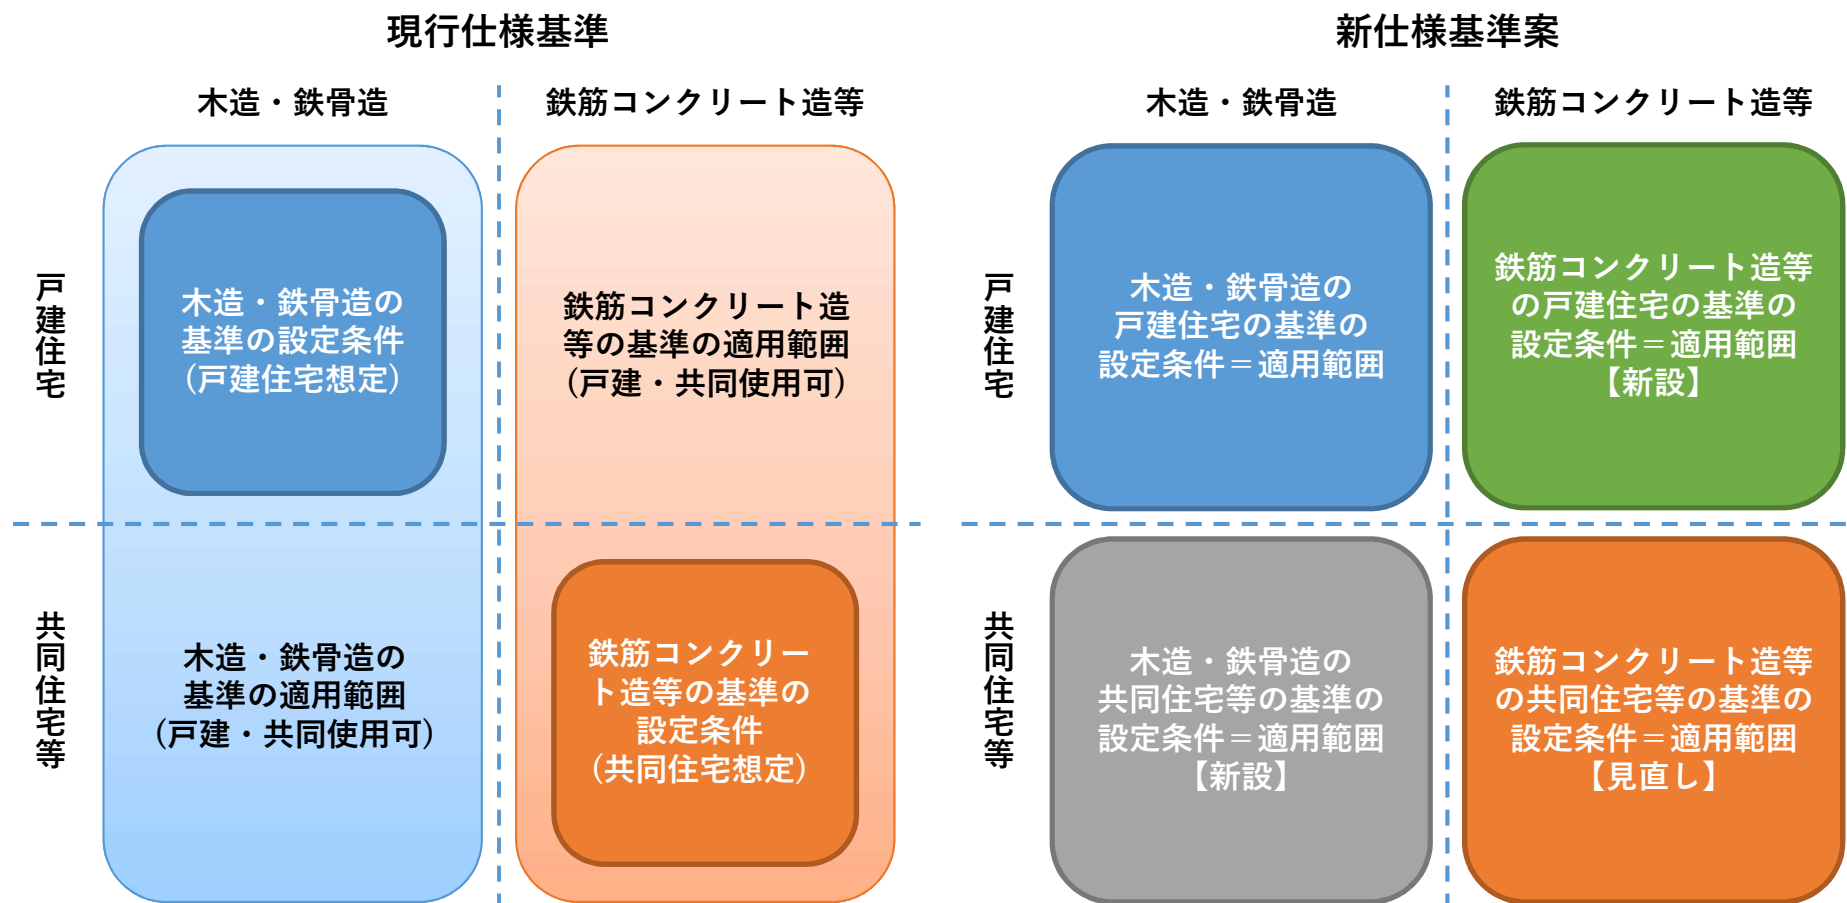 現行仕様基準
木造・鉄骨造
鉄筋コンクリート造等
戸建住宅
木造・鉄骨造の
基準の設定条件
(戸建住宅想定)
鉄筋コンクリート造
等の基準の適用範囲
(戸建・共同使用可)
共同住宅等
木造・鉄骨造の
基準の適用範囲
(戸建・共同使用可)
鉄筋コンクリー
ト造等の基準の
設定条件
(共同住宅想定)
新仕様基準案
木造・鉄骨造
鉄筋コンクリート造等
戸建住宅
木造・鉄骨造の
戸建住宅の基準の
設定条件＝適用範囲
鉄筋コンクリート造等
の戸建住宅の基準の
設定条件＝適用範囲
【新設】
共同住宅等
木造・鉄骨造の
共同住宅等の基準の
設定条件＝適用範囲
【新設】
鉄筋コンクリート造等
の共同住宅等の基準の
設定条件＝適用範囲
【見直し】